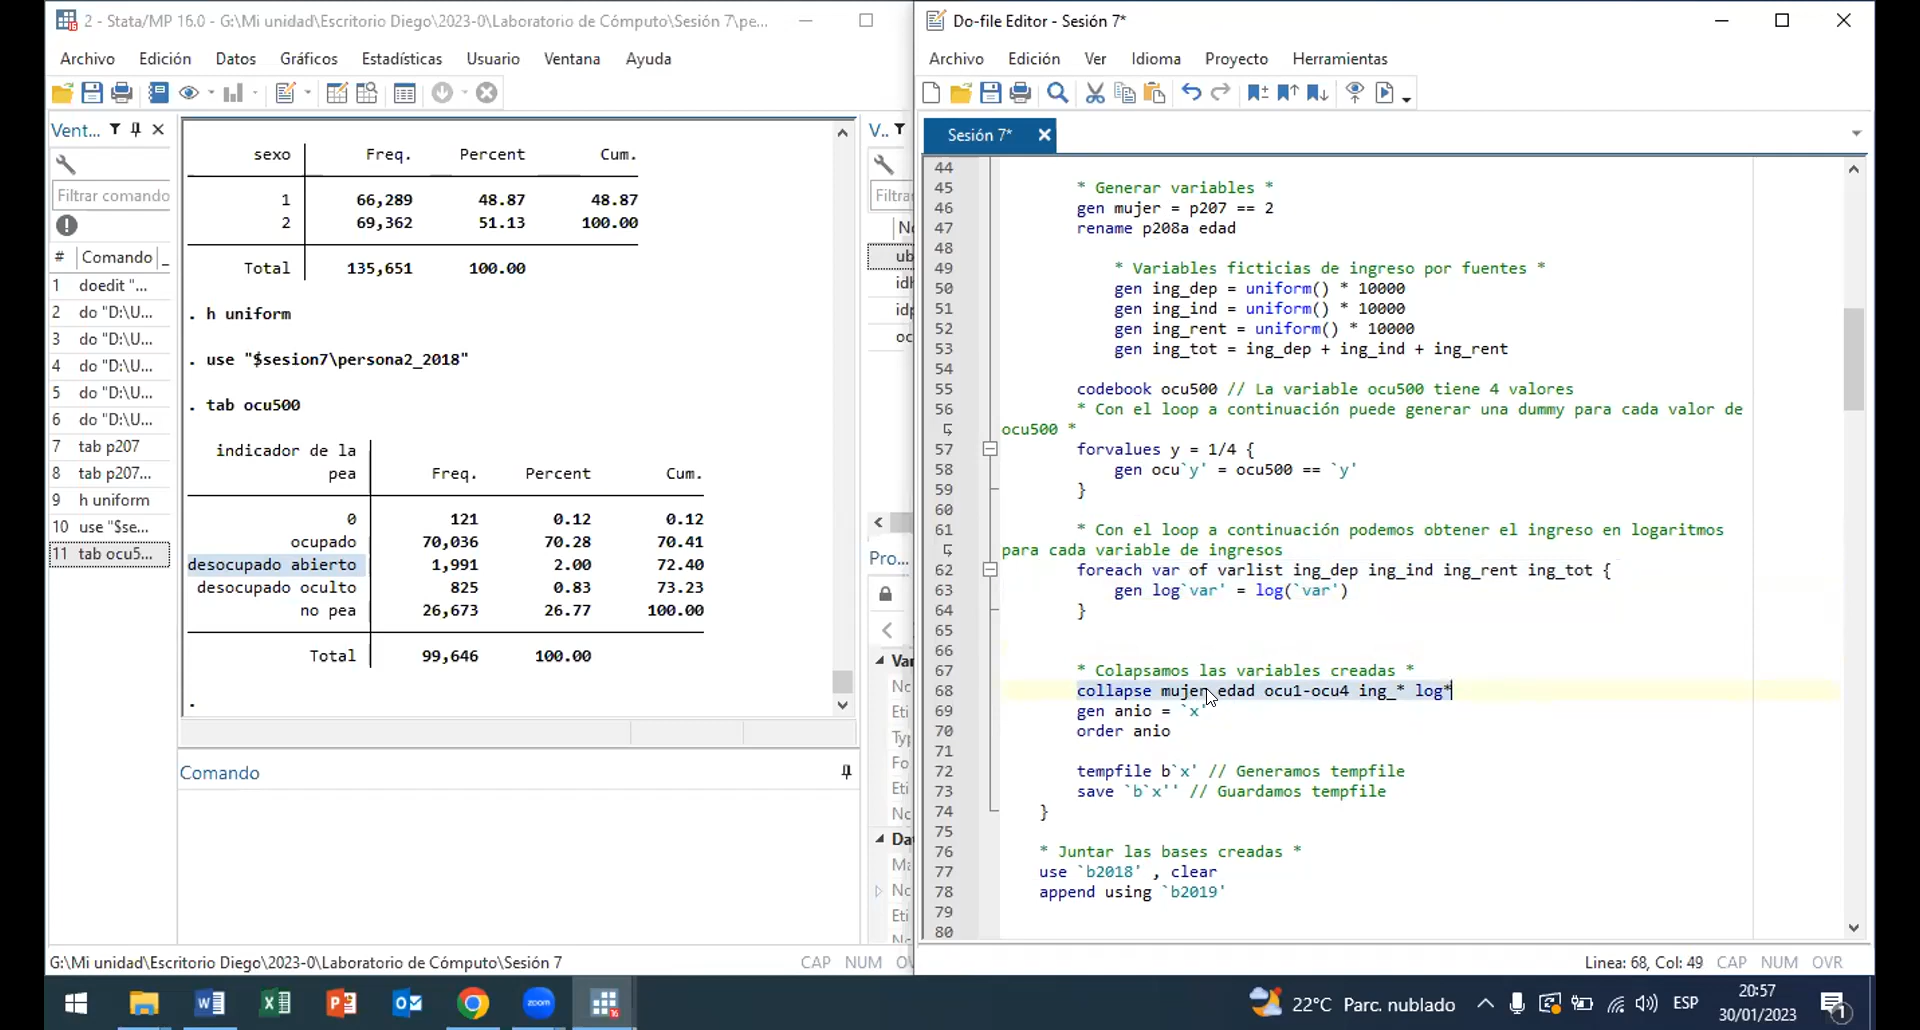 2 - Stata/MP 16.0 - G:\Mi unidad\Escritorio Diego\2023-0\Laboratorio de Cómputo\Sesión 7\pe...
Archivo Edición Datos Gráficos Estadísticas Usuario Ventana Ayuda
Vent...
Filtrar comando
# Comando
1 doedit "...
2 do "D:\U...
3 do "D:\U...
4 do "D:\U...
5 do "D:\U...
6 do "D:\U...
7 tab p207
8 tab p207...
9 h uniform
10 use "$se...
11 tab ocu5...
sexo Freq. Percent Cum.
1 66,289 48.87 48.87
2 69,362 51.13 100.00
Total 135,651 100.00
. h uniform
. use "$sesion7\persona2_2018"
. tab ocu500
indicador de la
pea Freq. Percent Cum.
0 121 0.12 0.12
ocupado 70,036 70.28 70.41
desocupado abierto 1,991 2.00 72.40
desocupado oculto 825 0.83 73.23
no pea 26,673 26.77 100.00
Total 99,646 100.00
.
Comando
V..
Filtrar
ub
idh
idp
oc
Pro...
Var
Da
G:\Mi unidad\Escritorio Diego\2023-0\Laboratorio de Cómputo\Sesión 7
CAP NUM OV
Do-file Editor - Sesión 7*
Archivo Edición Ver Idioma Proyecto Herramientas
Sesión 7*
44
45 * Generar variables *
46 gen mujer = p207 == 2
47 rename p208a edad
48
49 * Variables ficticias de ingreso por fuentes *
50 gen ing_dep = uniform() * 10000
51 gen ing_ind = uniform() * 10000
52 gen ing_rent = uniform() * 10000
53 gen ing_tot = ing_dep + ing_ind + ing_rent
54
55 codebook ocu500 // La variable ocu500 tiene 4 valores
56 * Con el loop a continuación puede generar una dummy para cada valor de
ocu500 *
57 forvalues y = 1/4 {
58 gen ocu`y' = ocu500 == `y'
59 }
60
61 * Con el loop a continuación podemos obtener el ingreso en logaritmos
para cada variable de ingresos
62 foreach var of varlist ing_dep ing_ind ing_rent ing_tot {
63 gen log`var' = log(`var')
64 }
65
66
67 * Colapsamos las variables creadas *
68 collapse mujer edad ocu1-ocu4 ing_* log*
69 gen anio = `x'
70 order anio
71
72 tempfile b`x' // Generamos tempfile
73 save `b`x'' // Guardamos tempfile
74 }
75
76 * Juntar las bases creadas *
77 use `b2018' , clear
78 append using `b2019'
79
80
Linea: 68, Col: 49 CAP NUM OVR
zoom
22°C Parc. nublado
ESP
20:57
30/01/2023
1